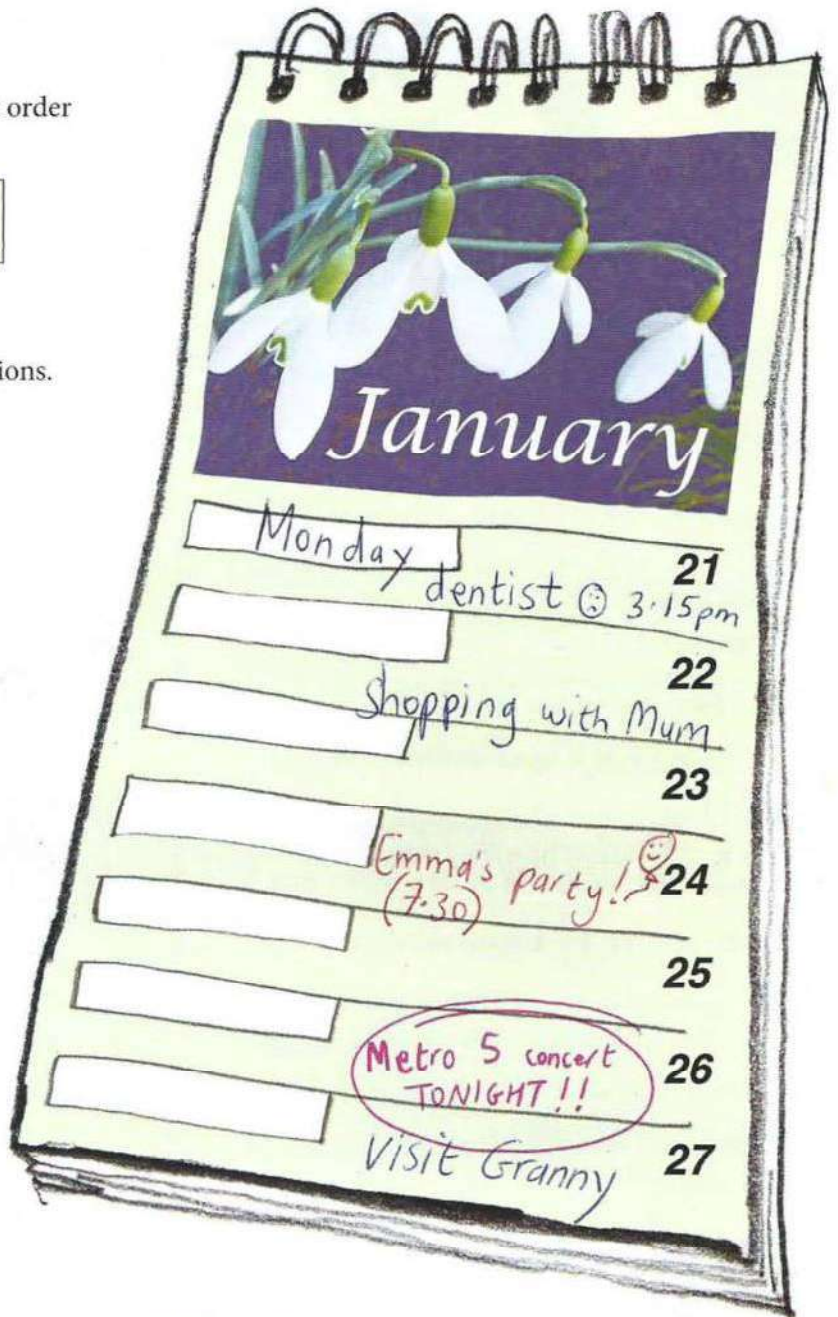 order
ions.
January
Monday
21
dentist 3.15pm
22
Shopping with Mum
23
Emma's party! 24
(7.30)
25
Metro 5 concert 26
TONIGHT!!
Visit Granny 27